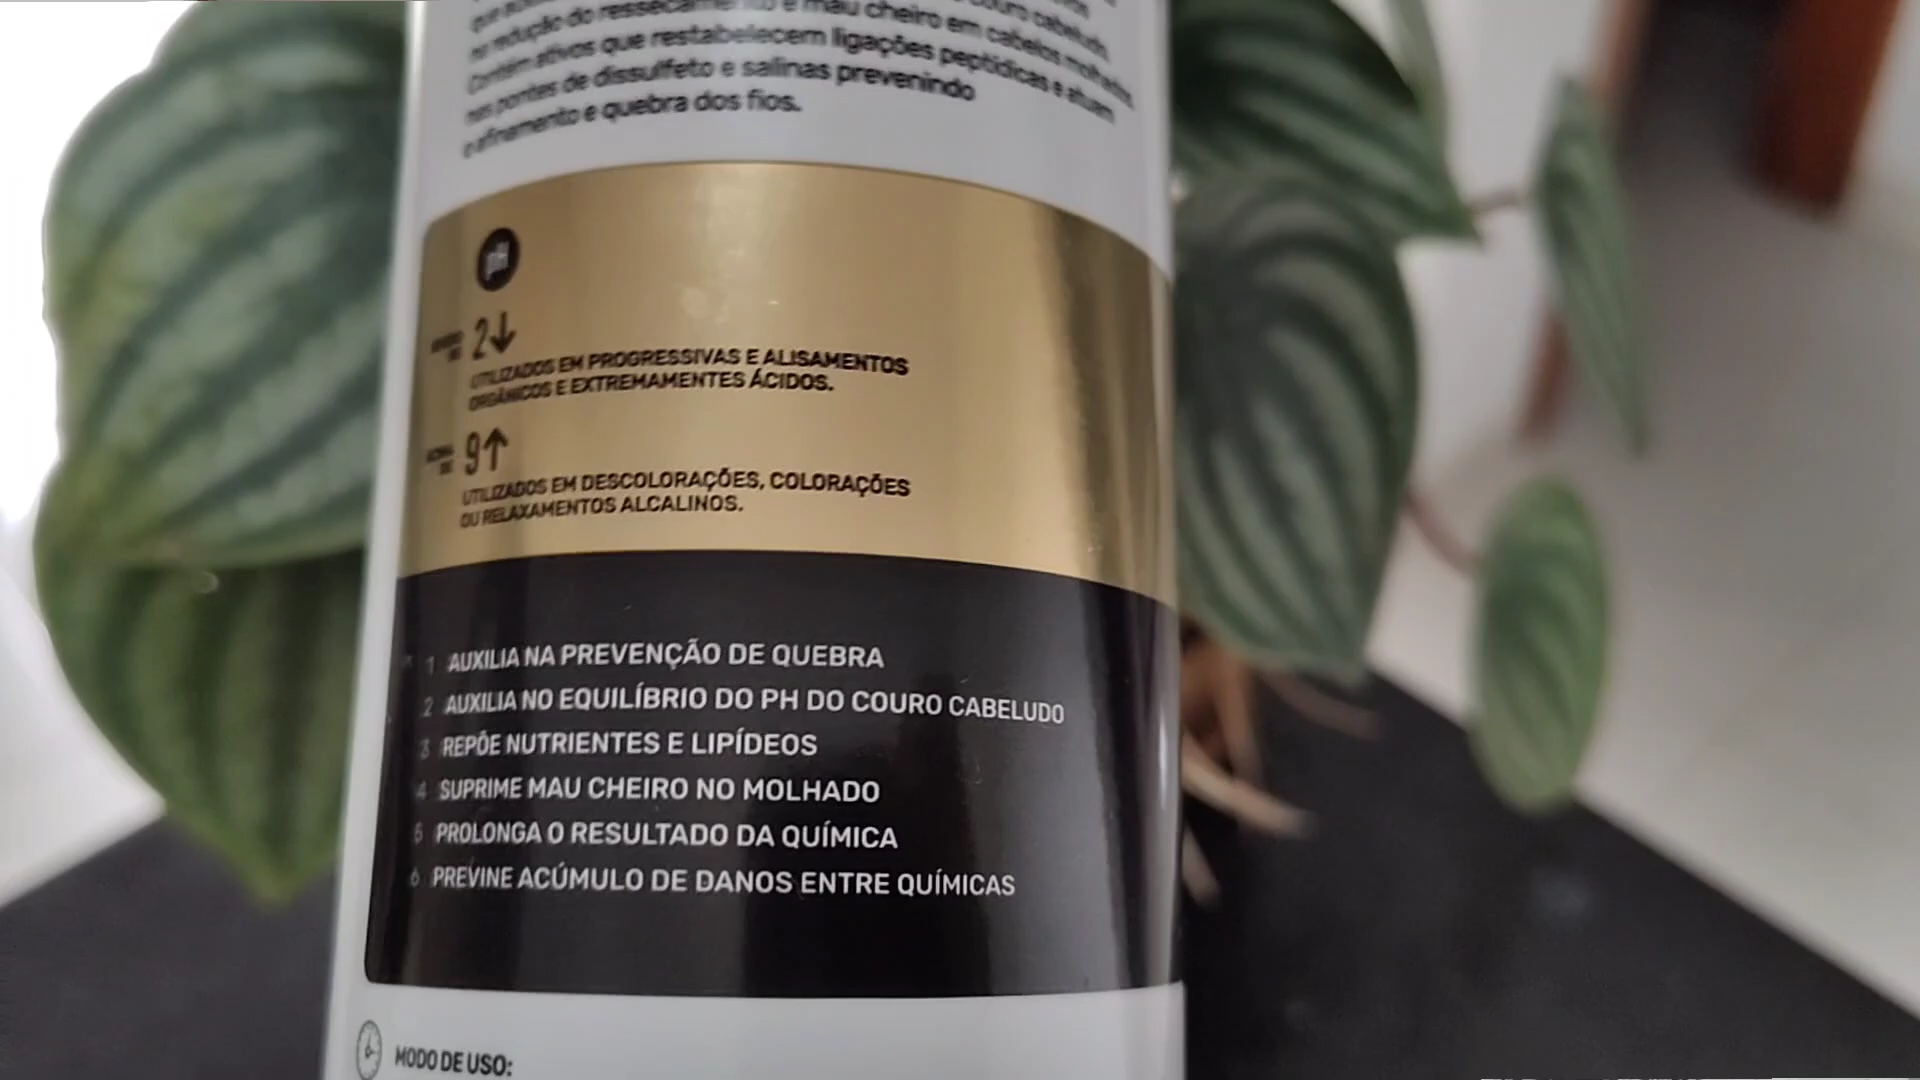 na redução do ressecamento e mau cheiro em cabelos molhados.
Contém ativos que restabelecem ligações peptídicas e atuam
nas pontes de dissulfeto e salinas prevenindo
o afinamento e quebra dos fios.
pH
2↓
UTILIZADOS EM PROGRESSIVAS E ALISAMENTOS
ORGÂNICOS E EXTREMAMENTES ÁCIDOS.
9↑
UTILIZADOS EM DESCOLORAÇÕES, COLORAÇÕES
OU RELAXAMENTOS ALCALINOS.
1 AUXILIA NA PREVENÇÃO DE QUEBRA
2 AUXILIA NO EQUILÍBRIO DO PH DO COURO CABELUDO
3 REPÕE NUTRIENTES E LIPÍDEOS
4 SUPRIME MAU CHEIRO NO MOLHADO
5 PROLONGA O RESULTADO DA QUÍMICA
6 PREVINE ACÚMULO DE DANOS ENTRE QUÍMICAS
MODO DE USO: